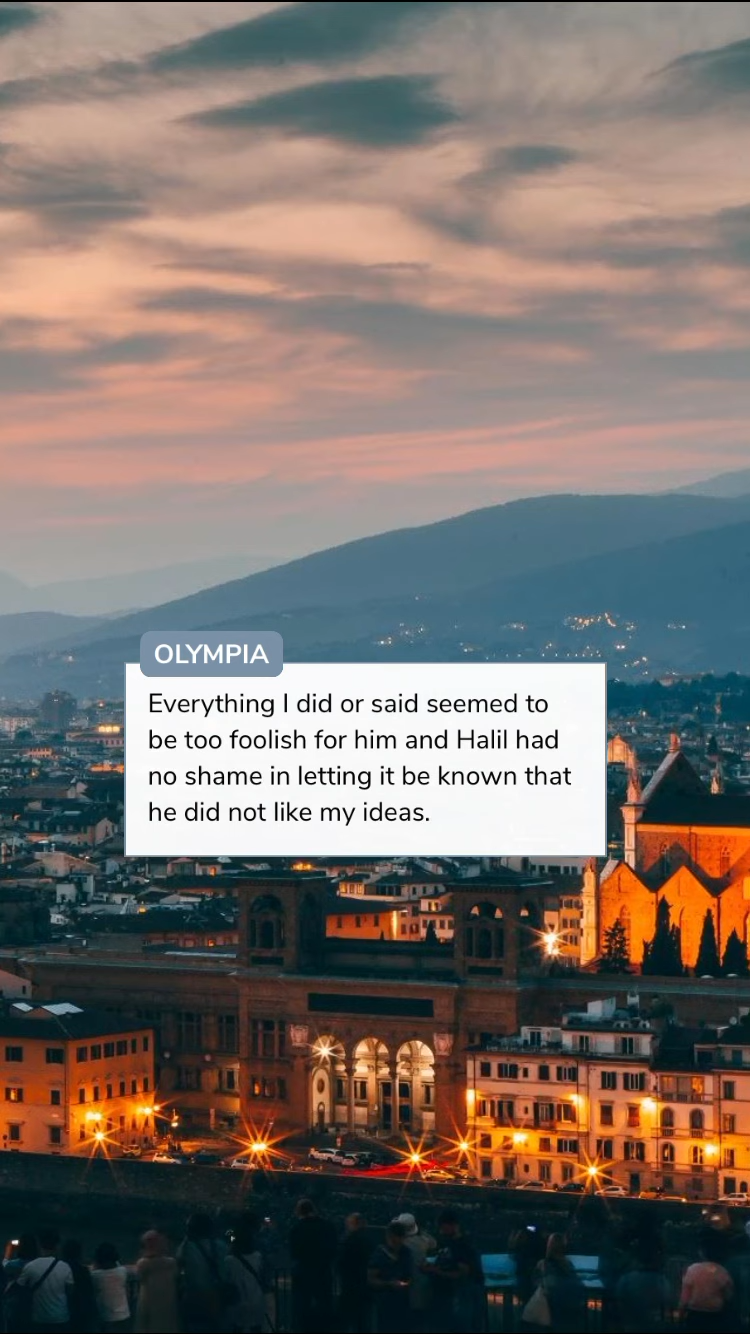 OLYMPIA
Everything I did or said seemed to
be too foolish for him and Halil had
no shame in letting it be known that
he did not like my ideas.